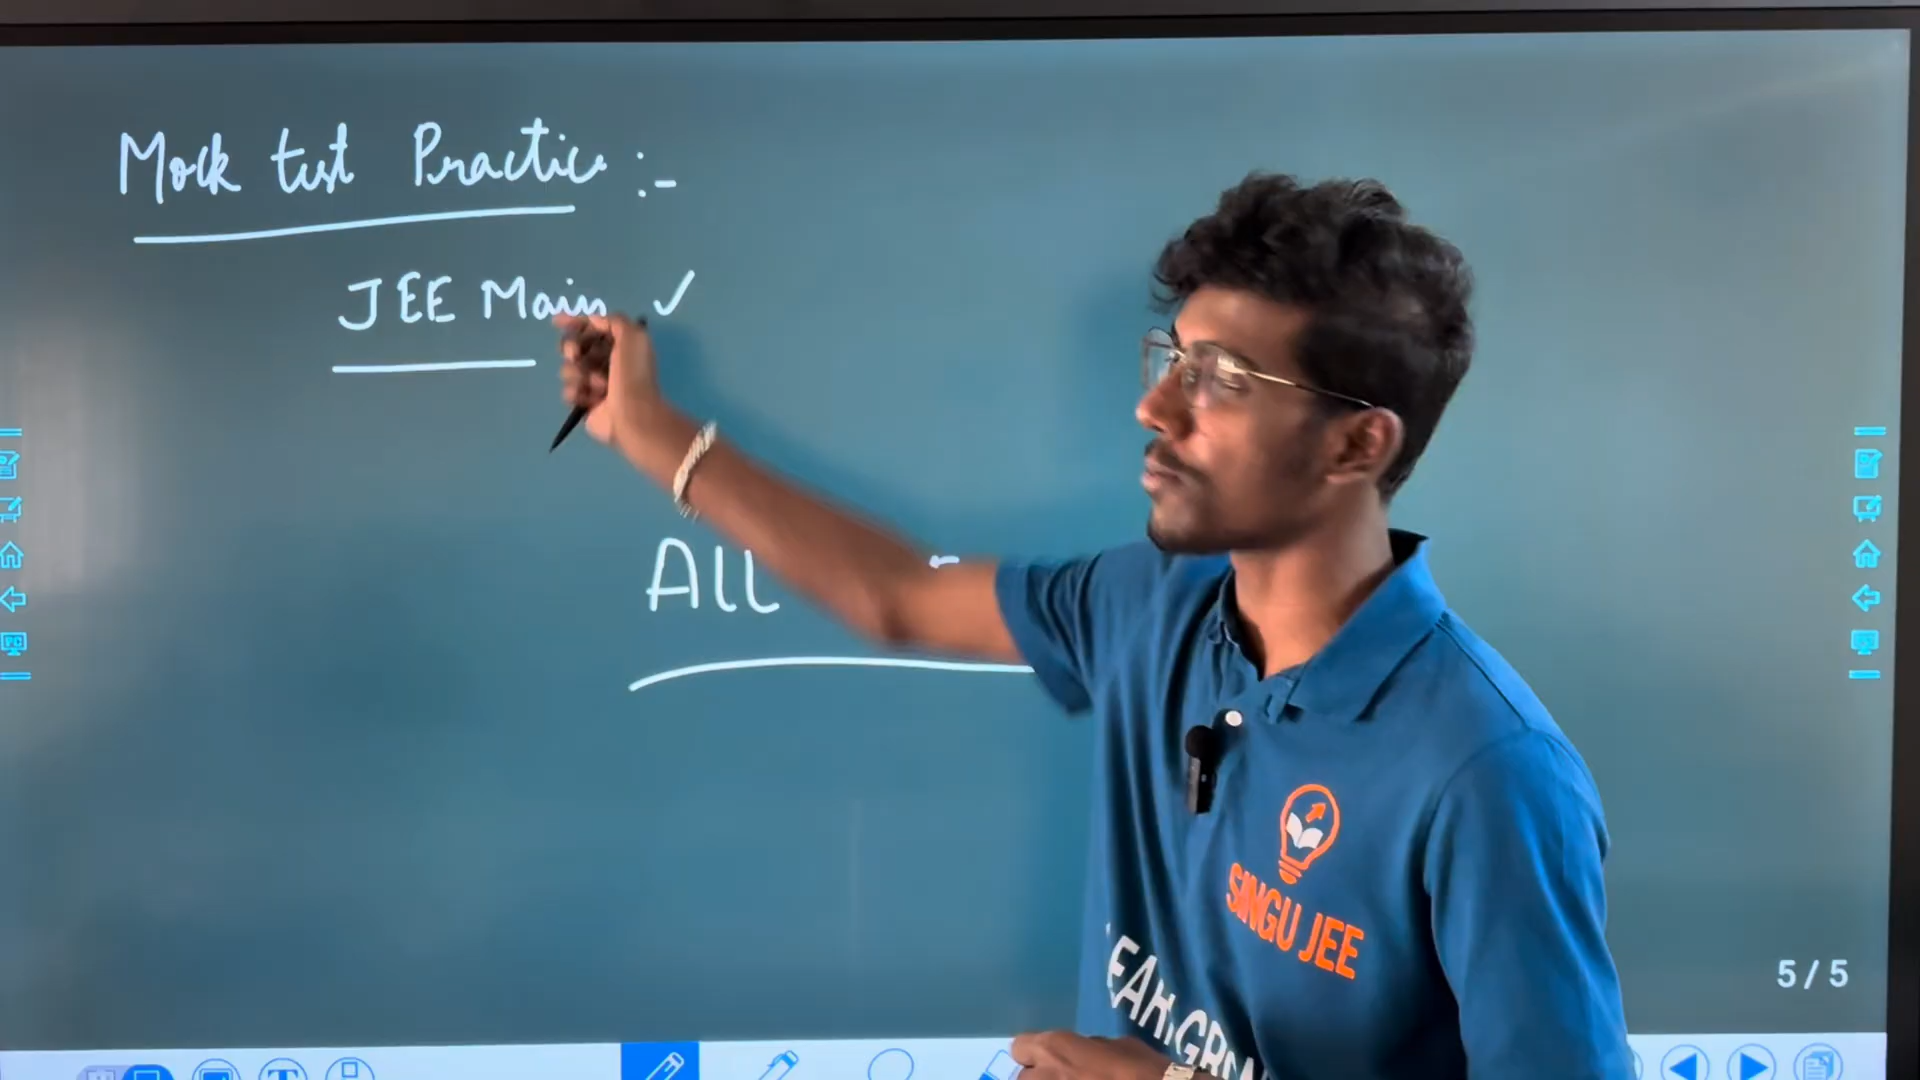 Mock test Practice :-
JEE Main ✓
ALL
SINGU JEE
5/5